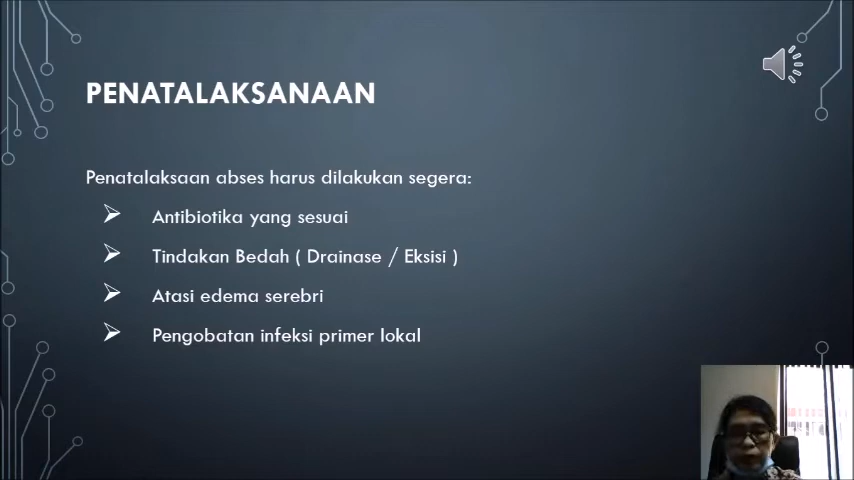 PENATALAKSANAAN
Penatalaksaan abses harus dilakukan segera:
Antibiotika yang sesuai
Tindakan Bedah ( Drainase / Eksisi )
Atasi edema serebri
Pengobatan infeksi primer lokal